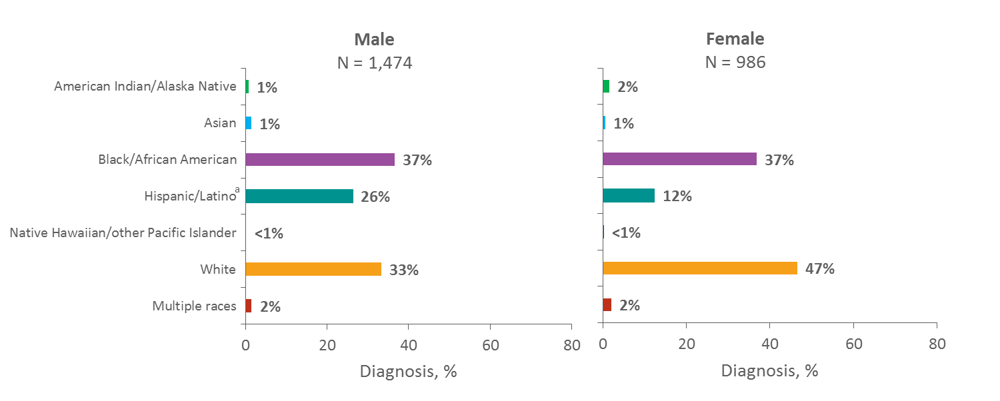 Male
N = 1,474
American Indian/Alaska Native
1%
Asian
1%
Black/African American
37%
Hispanic/Latinoa
26%
Native Hawaiian/other Pacific Islander
<1%
White
33%
Multiple races
2%
0 20 40 60 80
Diagnosis, %
Female
N = 986
2%
1%
37%
12%
<1%
47%
2%
0 20 40 60 80
Diagnosis, %